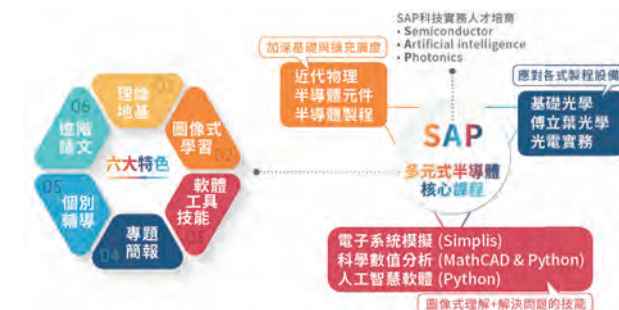 SAP科技實務人才培育
• Semiconductor
• Artificial intelligence
• Photonics
加深基礎與擴充廣度
近代物理
半導體元件
半導體製程
應對各式製程設備
基礎光學
傅立葉光學
光電實務
SAP
多元式半導體
核心課程
電子系統模擬 (Simplis)
科學數值分析 (MathCAD & Python)
人工智慧軟體 (Python)
圖像式理解+解決問題的技能
六大特色
理論
地基
02
圖像式
學習
03
軟體
工具
技能
04
專題
簡報
05
個別
輔導
06
進階
語文